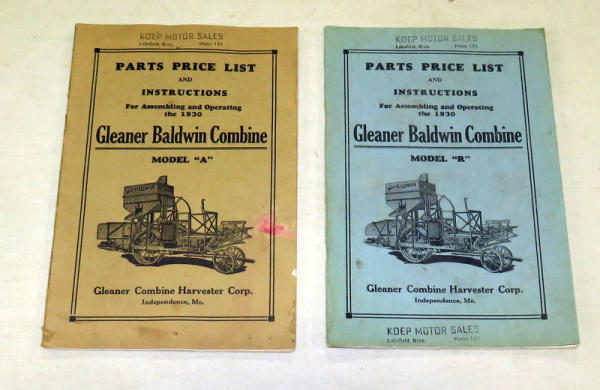 KOEP MOTOR SALES
Lakefield, Minn. Phone 181
PARTS PRICE LIST
AND
INSTRUCTIONS
For Assembling and Operating
the 1930
Gleaner Baldwin Combine
MODEL "A"
Gleaner Combine Harvester Corp.
Independence, Mo.
KOEP MOTOR SALES
Lakefield, Minn. Phone 181
PARTS PRICE LIST
AND
INSTRUCTIONS
For Assembling and Operating
the 1930
Gleaner Baldwin Combine
MODEL "R"
Gleaner Combine Harvester Corp.
Independence, Mo.
KOEP MOTOR SALES
Lakefield, Minn. Phone 181